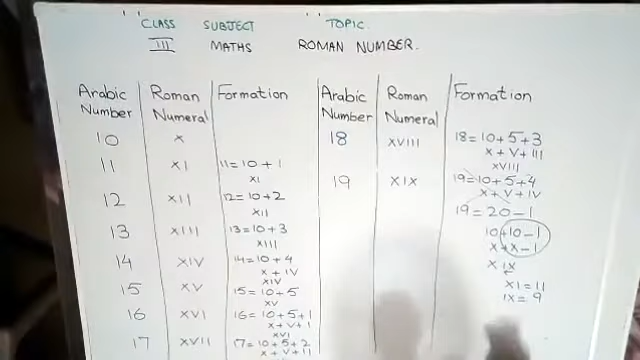 CLASS SUBJECT TOPIC
III MATHS ROMAN NUMBER.
Arabic Number Roman Numeral Formation
10 X
11 XI 11=10+1
XI
12 XII 12=10+2
XII
13 XIII 13=10+3
XIII
14 XIV 14=10+4
X+IV
XIV
15 XV 15=10+5
XV
16 XVI 16=10+5+1
X+V+I
XVI
17 XVII 17=10+5+2
X+V+II
Arabic Number Roman Numeral Formation
18 XVIII 18=10+5+3
X+V+III
XVIII
19 XIX 19=10+5+4
X+V+IV
19=20-1
10+10-1
X+X-1
X IX
XI=11
IX=9